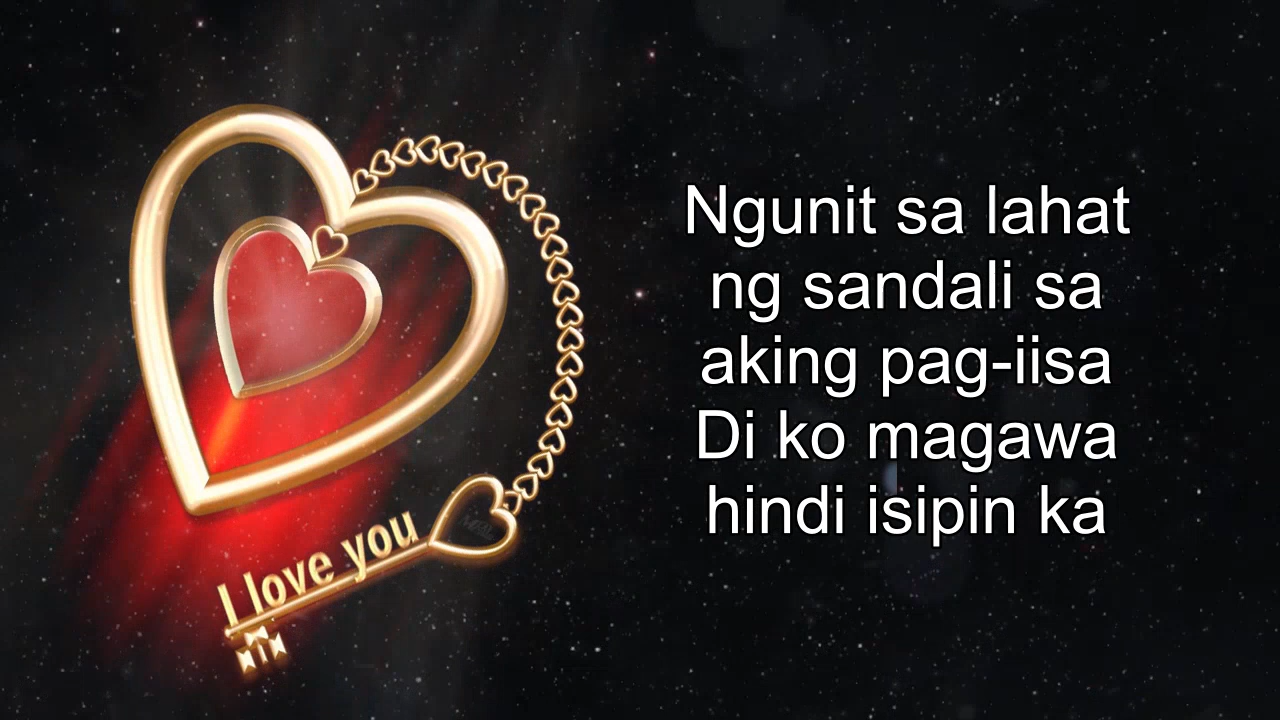 Ngunit sa lahat
ng sandali sa
aking pag-iisa
Di ko magawa
hindi isipin ka
I love you